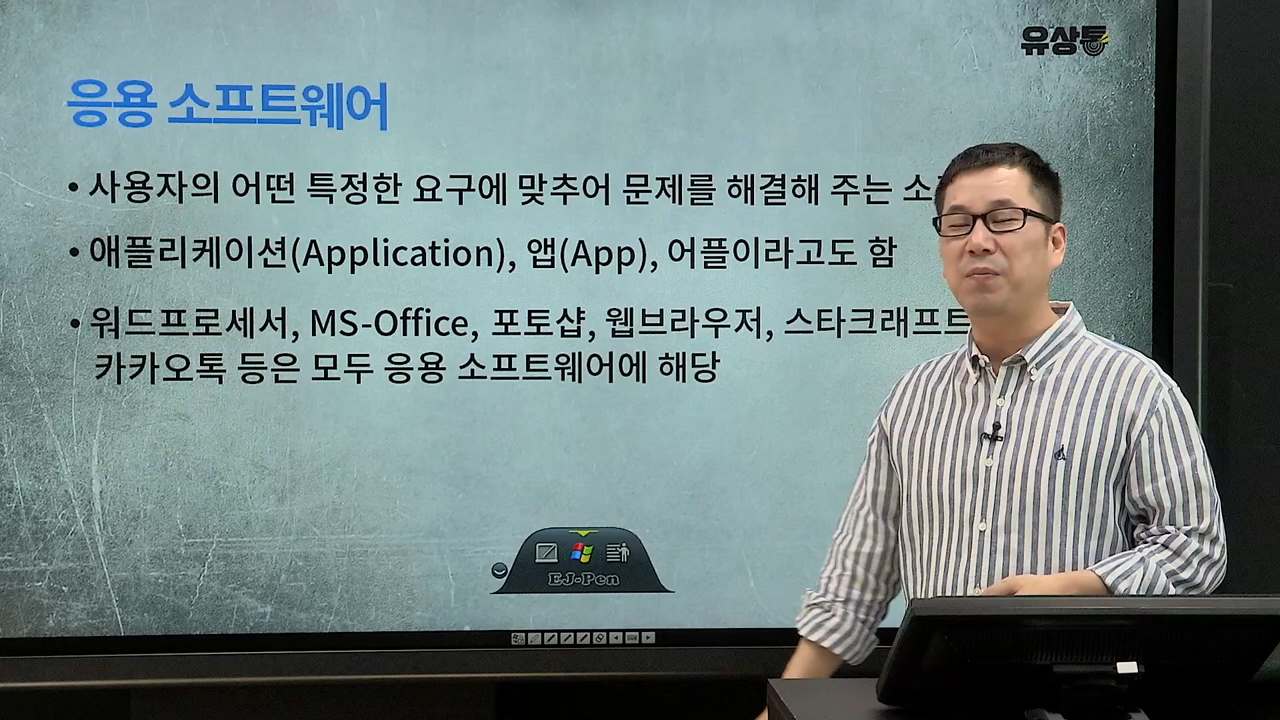 유상통
응용 소프트웨어
• 사용자의 어떤 특정한 요구에 맞추어 문제를 해결해 주는
• 애플리케이션(Application), 앱(App), 어플이라고도 함
• 워드프로세서, MS-Office, 포토샵, 웹브라우저, 스타크래프트
카카오톡 등은 모두 응용 소프트웨어에 해당
EJ-Pen